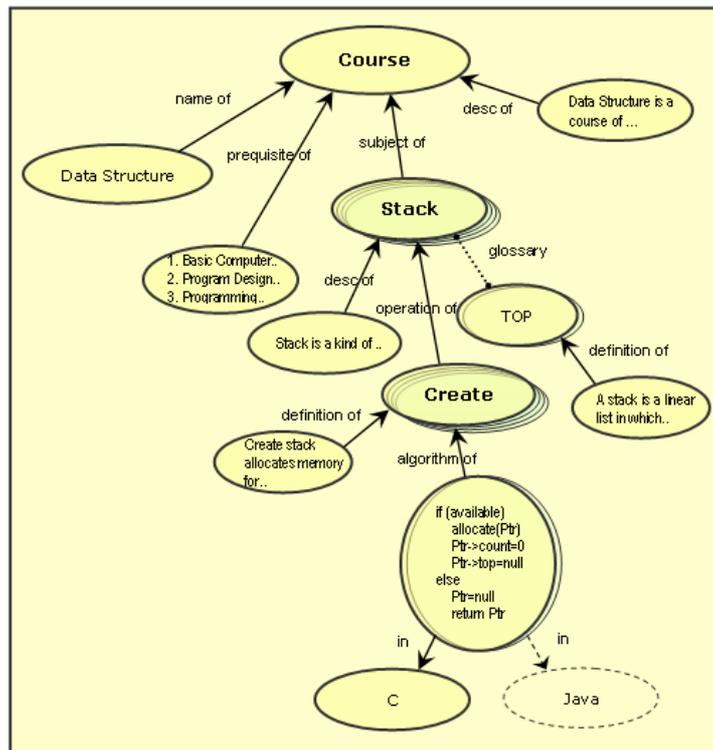 Course
name of
desc of
Data Structure is a
course of ...
prequisite of
subject of
Data Structure
Stack
1. Basic Computer..
2. Program Design..
3. Programming..
glossary
desc of
operation of
TOP
Stack is a kind of ..
definition of
Create
A stack is a linear
list in which..
definition of
Create stack
allocates memory
for..
algorithm of
if (available)
allocate(Ptr)
Ptr->count=0
Ptr->top=null
else
Ptr=null
return Ptr
in
in
C
Java